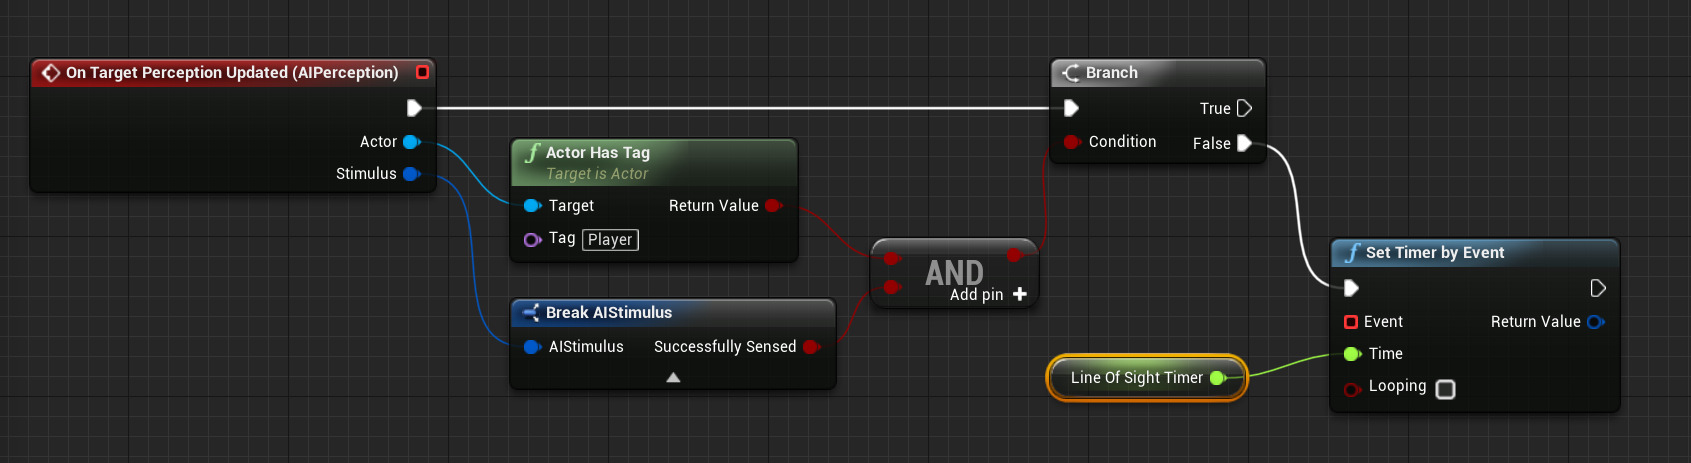 On Target Perception Updated (AIPerception)
Actor
Stimulus
Actor Has Tag
Target is Actor
Target
Return Value
Tag
Player
Break AIStimulus
AIStimulus
Successfully Sensed
AND
Add pin
Branch
True
Condition
False
Line Of Sight Timer
Set Timer by Event
Event
Return Value
Time
Looping